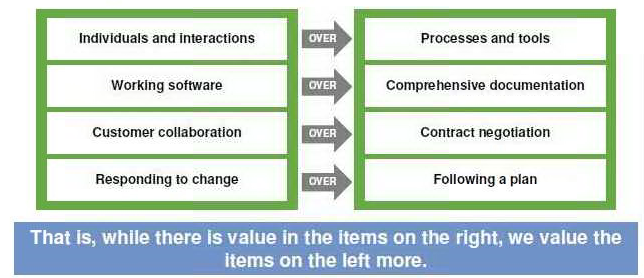 Individuals and interactions OVER Processes and tools
Working software OVER Comprehensive documentation
Customer collaboration OVER Contract negotiation
Responding to change OVER Following a plan
That is, while there is value in the items on the right, we value the
items on the left more.